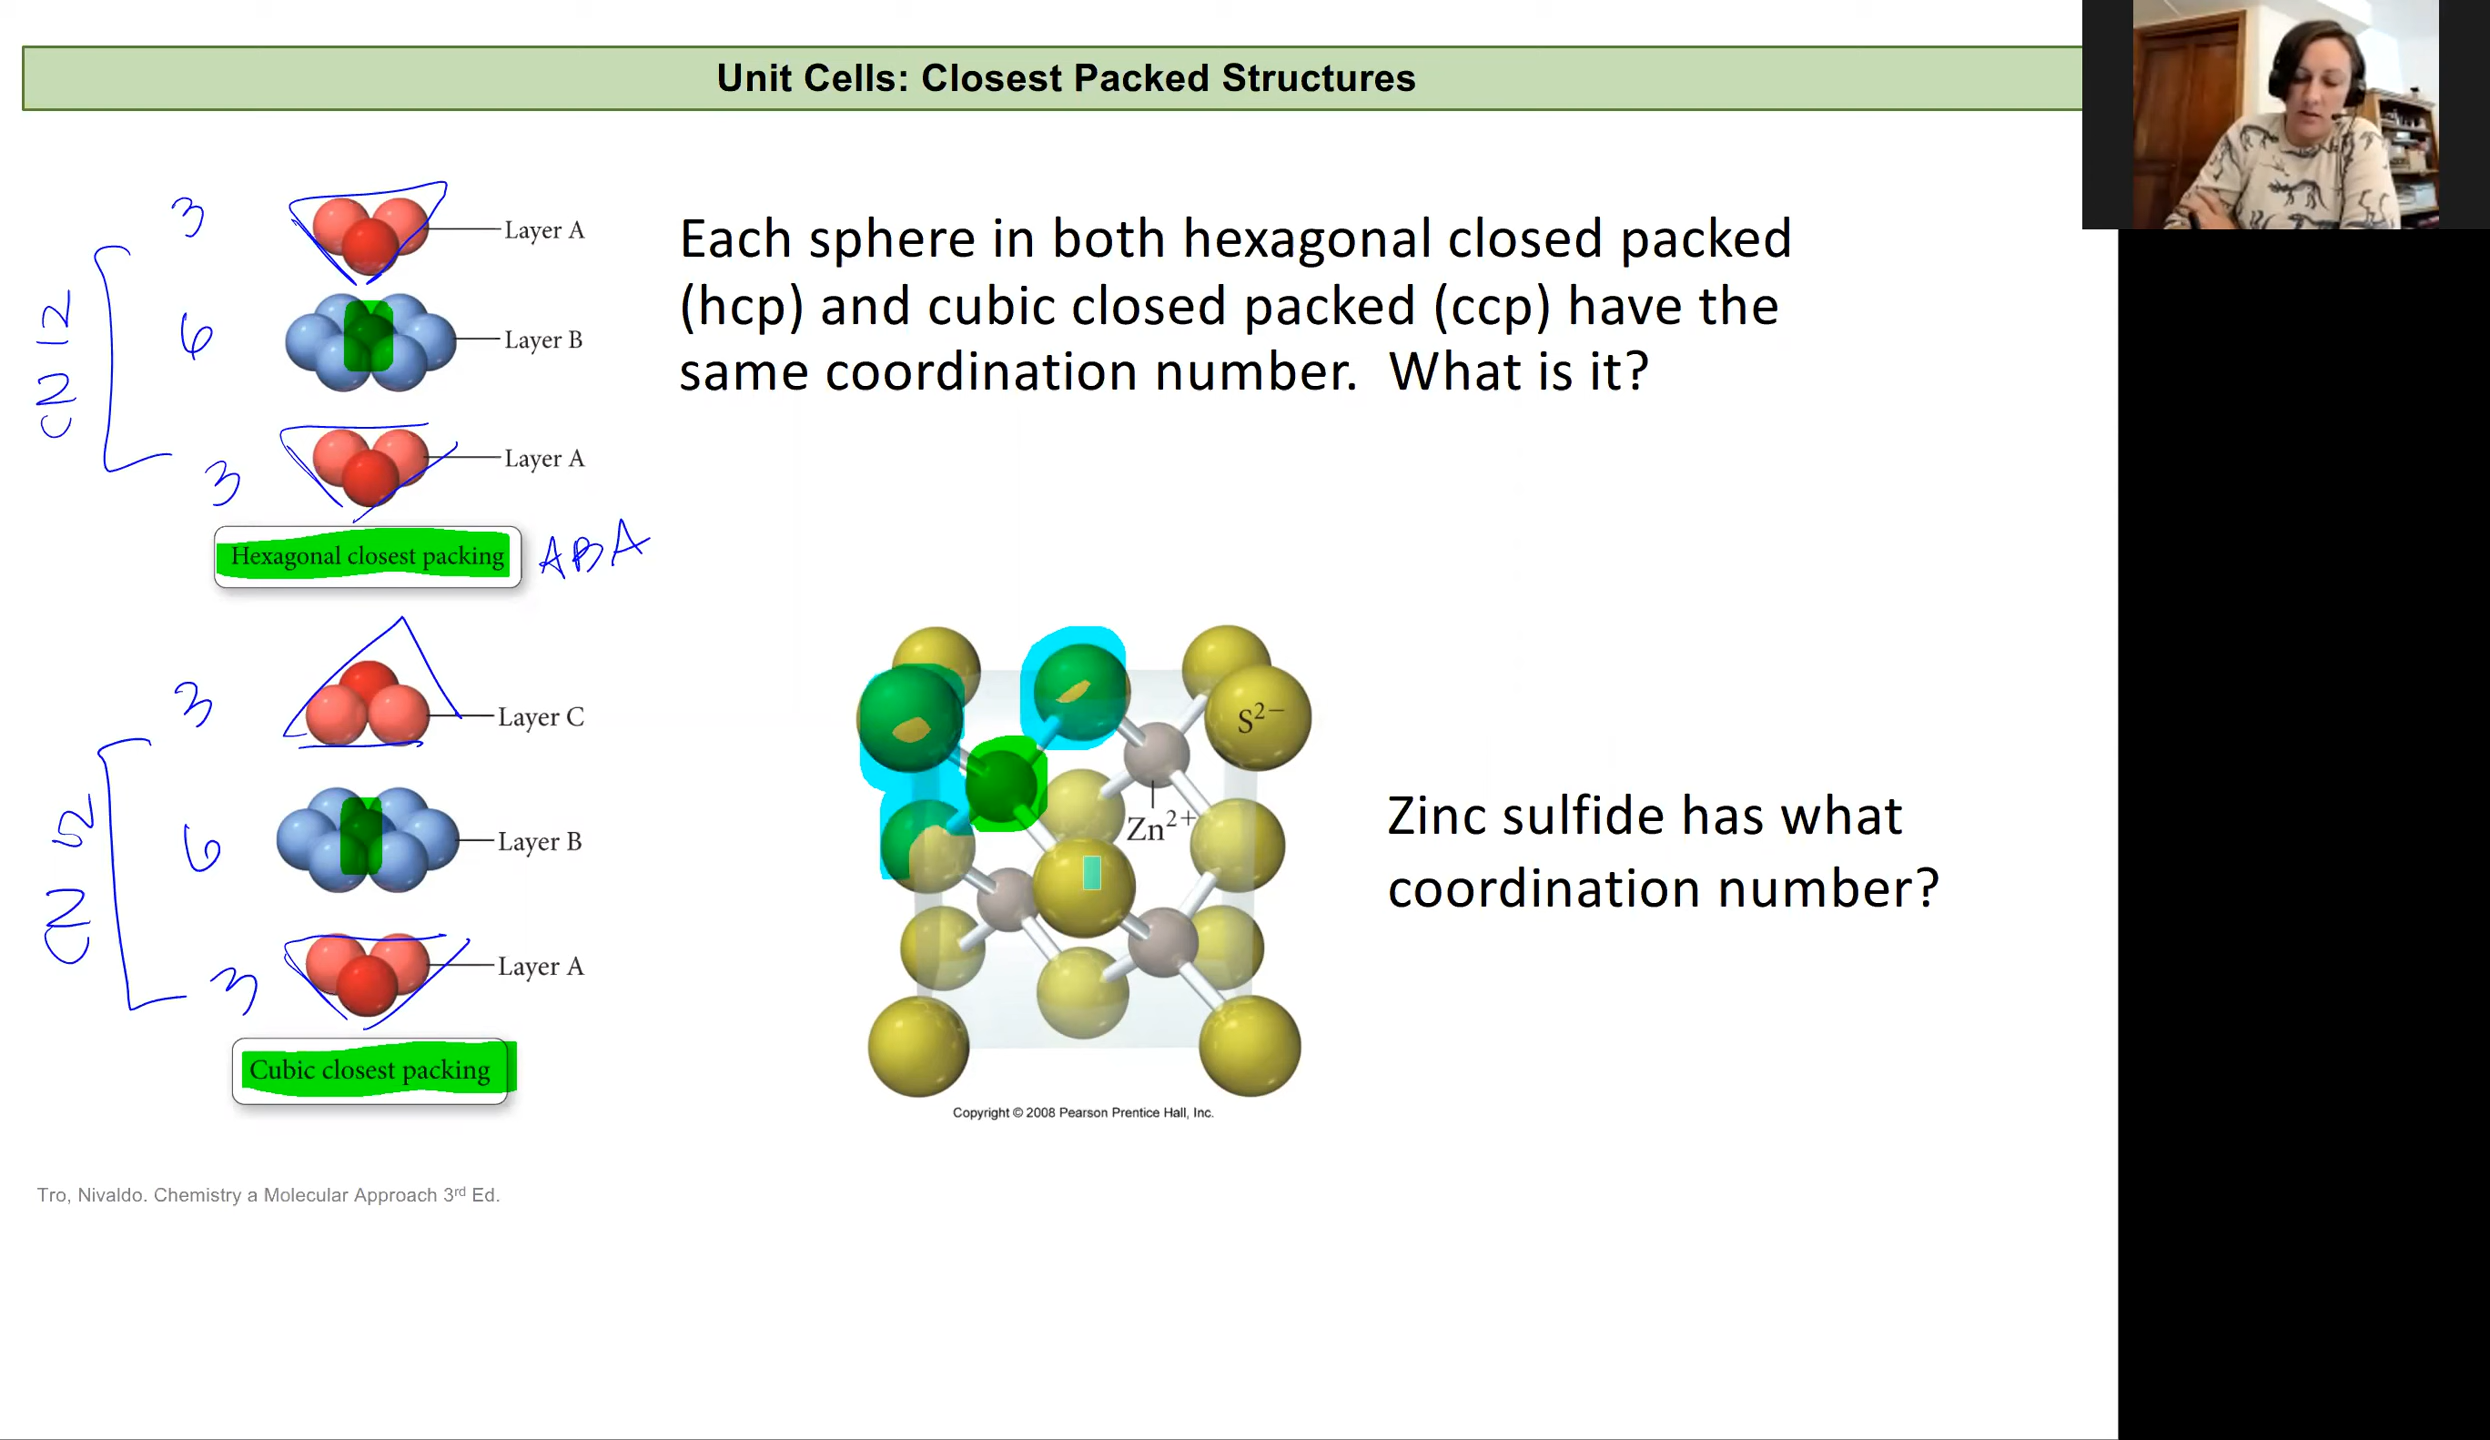 Unit Cells: Closest Packed Structures
3
Layer A
6
Layer B
CN 12
Layer A
3
Hexagonal closest packing
ABA
Each sphere in both hexagonal closed packed
(hcp) and cubic closed packed (ccp) have the
same coordination number. What is it?
3
Layer C
6
Layer B
CN 12
Layer A
3
Cubic closest packing
S²⁻
Zn²⁺
Copyright © 2008 Pearson Prentice Hall, Inc.
Zinc sulfide has what
coordination number?
Tro, Nivaldo. Chemistry a Molecular Approach 3rd Ed.